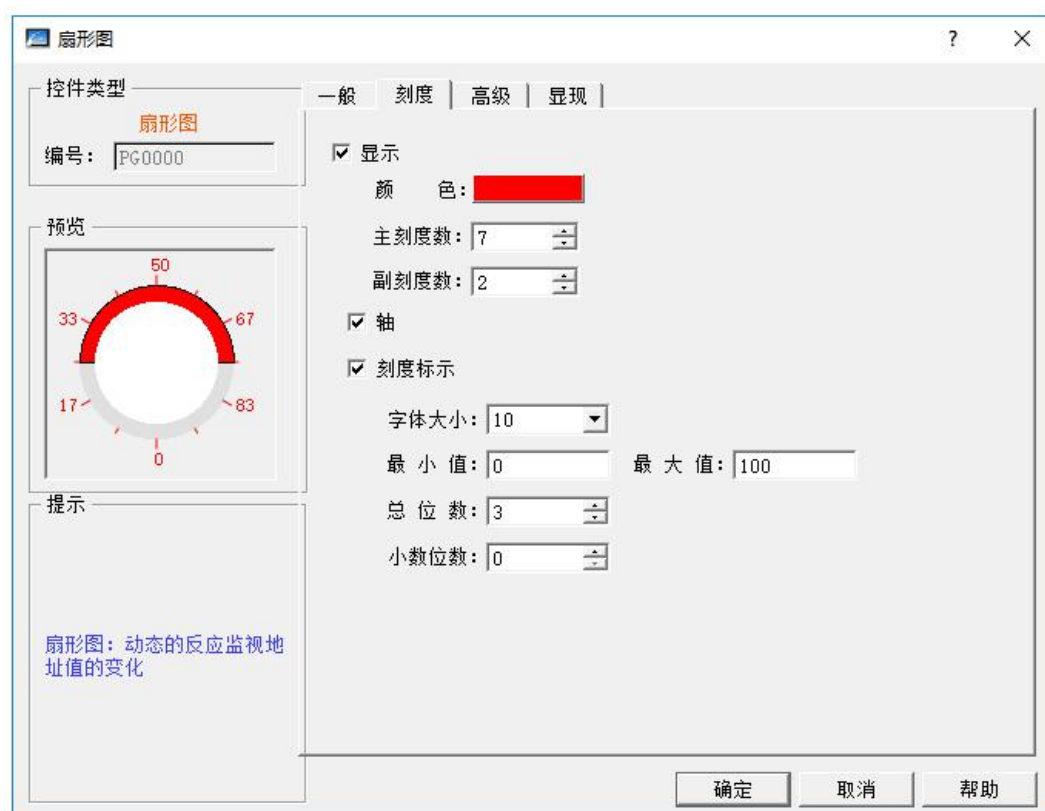 扇形图
?
控件类型
扇形图
编号: PG0000
预览
50
33
67
17
83
0
提示
扇形图: 动态的反应监视地
址值的变化
一般 刻度 高级 显现
显示
颜 色:
主刻度数: 7
副刻度数: 2
轴
刻度标示
字体大小: 10
最 小 值: 0 最 大 值: 100
总 位 数: 3
小数位数: 0
确定 取消 帮助